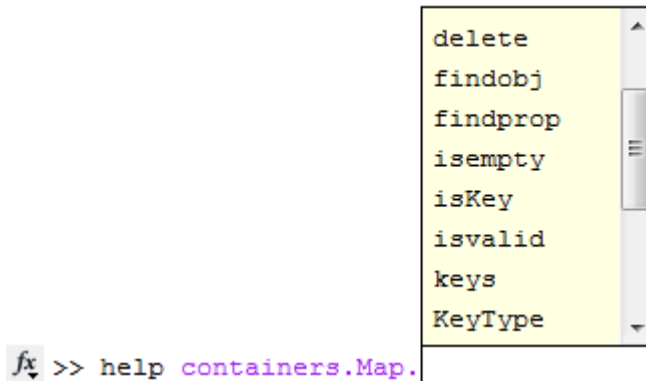 delete
findobj
findprop
isempty
isKey
isvalid
keys
KeyType
fx >> help containers.Map.